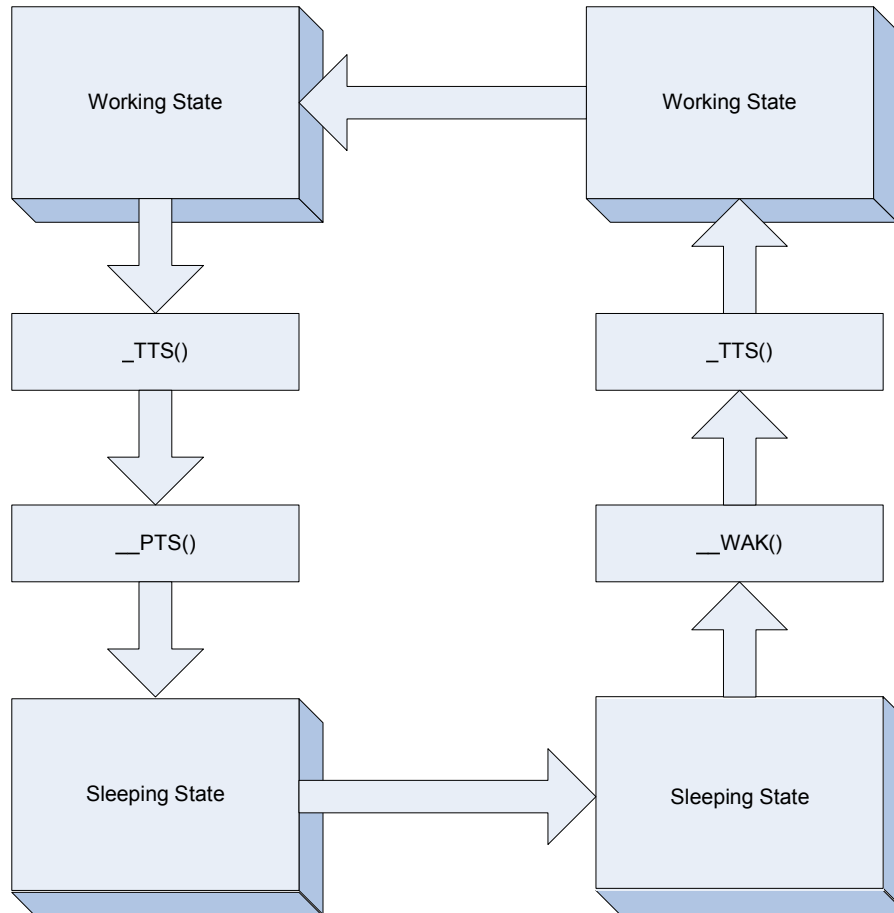 Working State
Working State
_TTS()
_TTS()
__PTS()
__WAK()
Sleeping State
Sleeping State